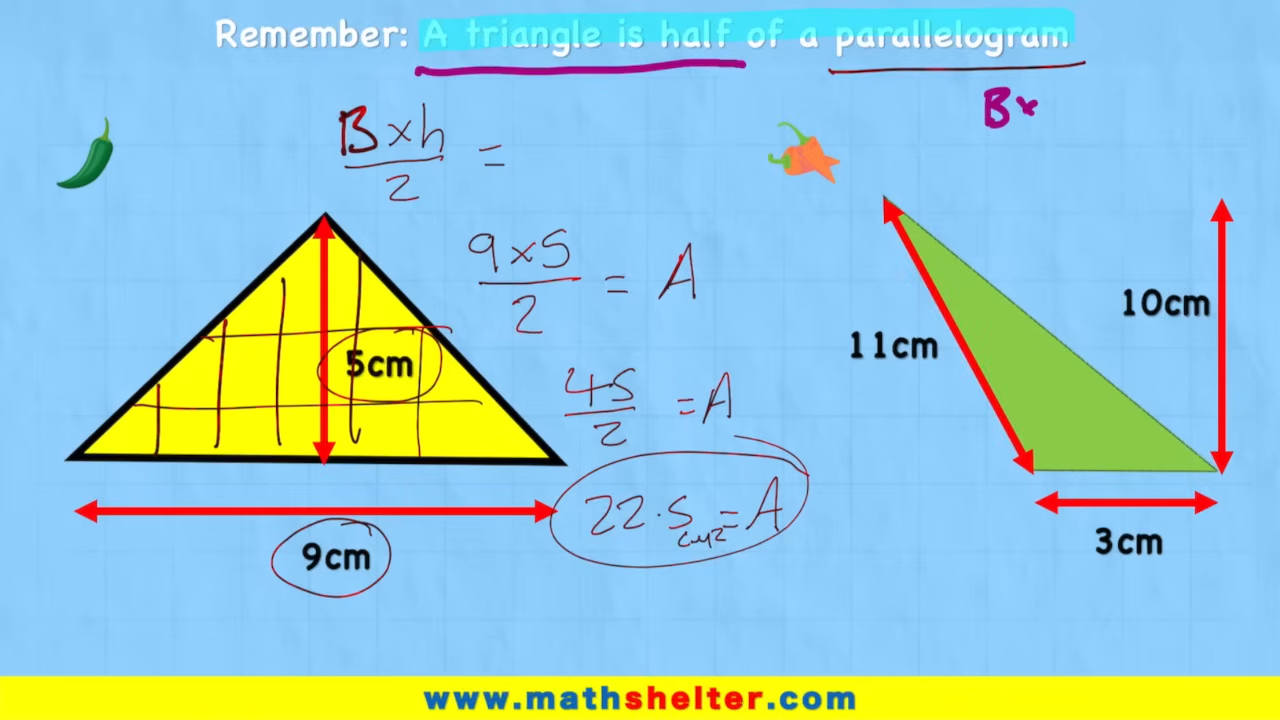 Remember: A triangle is half of a parallelogram
B×
B×h
2
=
9×5
2
= A
5cm
45
2
= A
22.5cm2 = A
9cm
11cm
10cm
3cm
www.mathshelter.com